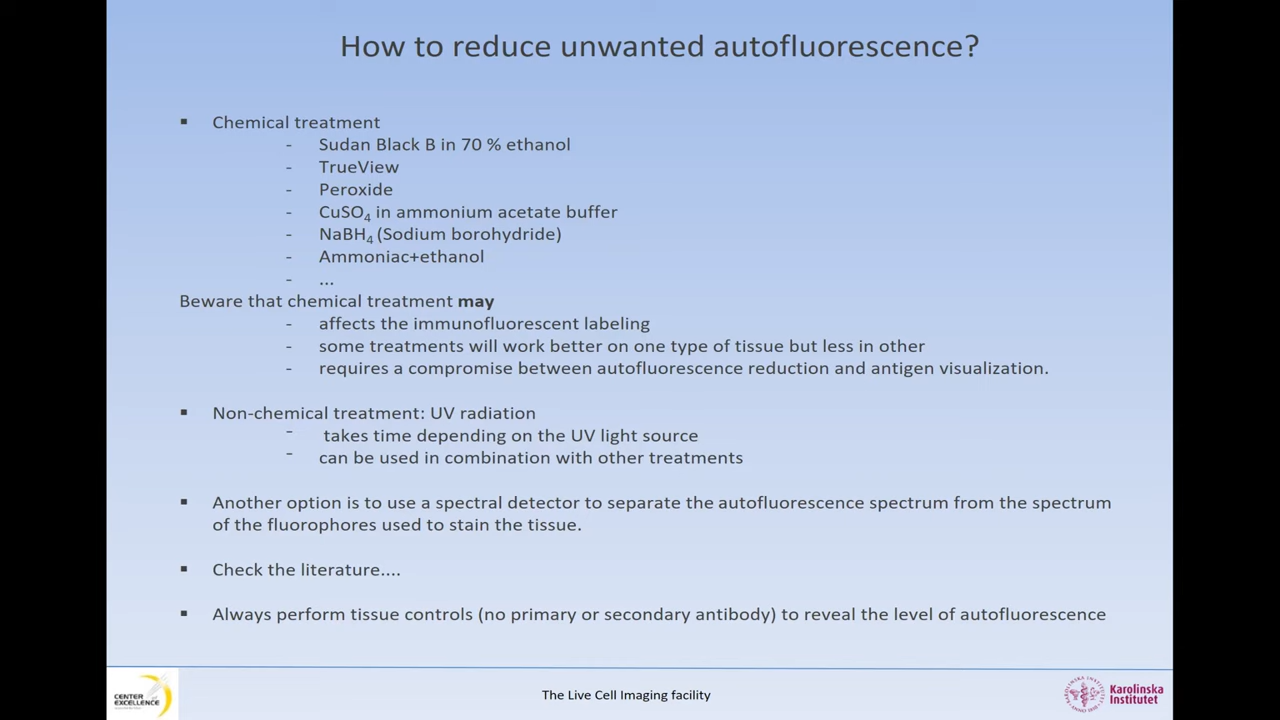 How to reduce unwanted autofluorescence?
▪ Chemical treatment
- Sudan Black B in 70 % ethanol
- TrueView
- Peroxide
- CuSO₄ in ammonium acetate buffer
- NaBH₄ (Sodium borohydride)
- Ammoniac+ethanol
- ...
Beware that chemical treatment may
- affects the immunofluorescent labeling
- some treatments will work better on one type of tissue but less in other
- requires a compromise between autofluorescence reduction and antigen visualization.
▪ Non-chemical treatment: UV radiation
- takes time depending on the UV light source
- can be used in combination with other treatments
▪ Another option is to use a spectral detector to separate the autofluorescence spectrum from the spectrum
of the fluorophores used to stain the tissue.
▪ Check the literature....
▪ Always perform tissue controls (no primary or secondary antibody) to reveal the level of autofluorescence
CENTER
EXCELLENCE
The Live Cell Imaging facility
Karolinska
Institutet